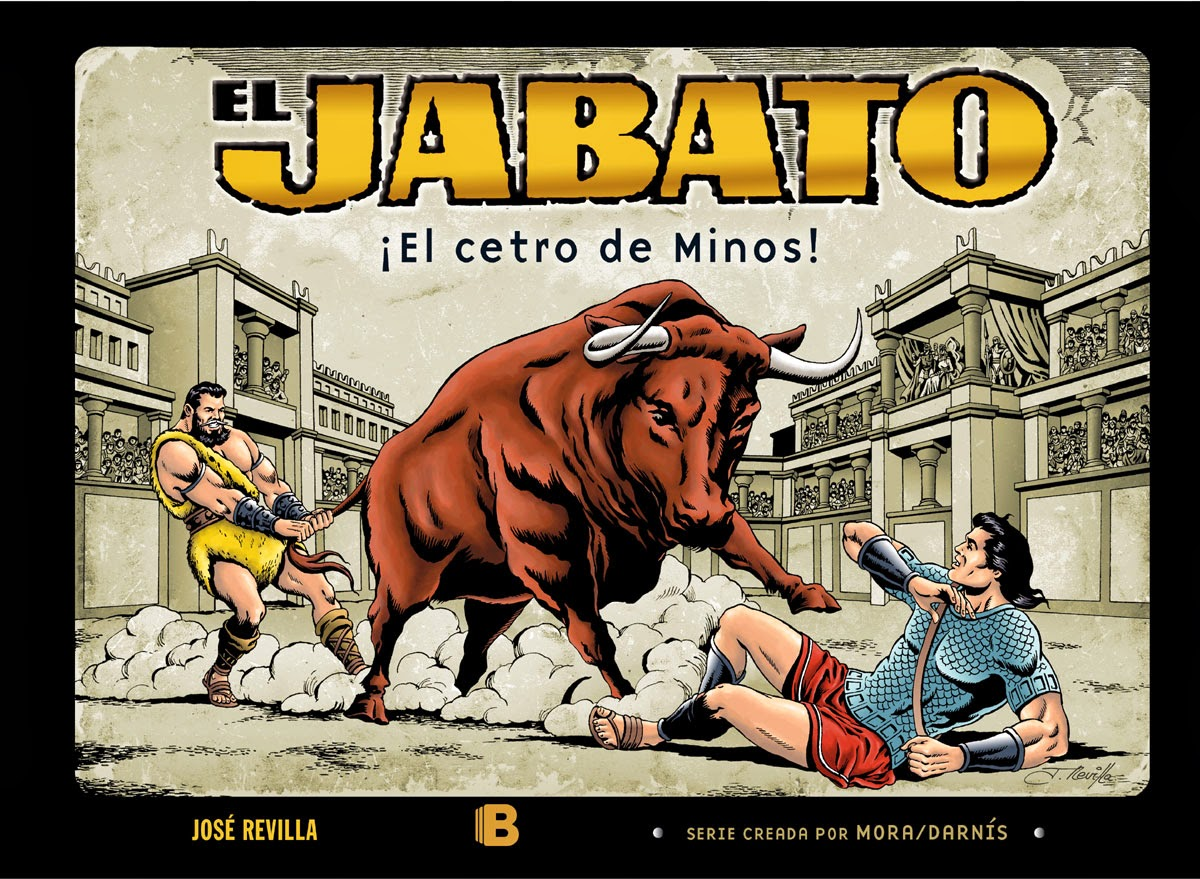 EL JABATO
¡El cetro de Minos!
J. Revilla
JOSÉ REVILLA
B
SERIE CREADA POR MORA/DARNÍS